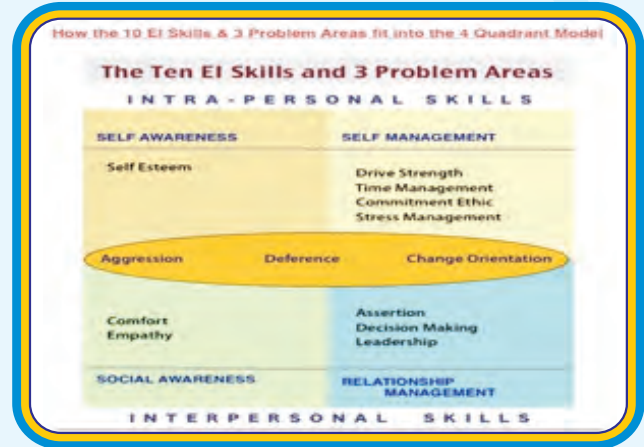 How the 10 EI Skills & 3 Problem Areas fit into the 4 Quadrant Model
The Ten EI Skills and 3 Problem Areas
INTRA-PERSONAL SKILLS
SELF AWARENESS
SELF MANAGEMENT
Self Esteem
Drive Strength
Time Management
Commitment Ethic
Stress Management
Aggression Deference Change Orientation
Comfort
Empathy
Assertion
Decision Making
Leadership
SOCIAL AWARENESS
RELATIONSHIP
MANAGEMENT
INTERPERSONAL SKILLS